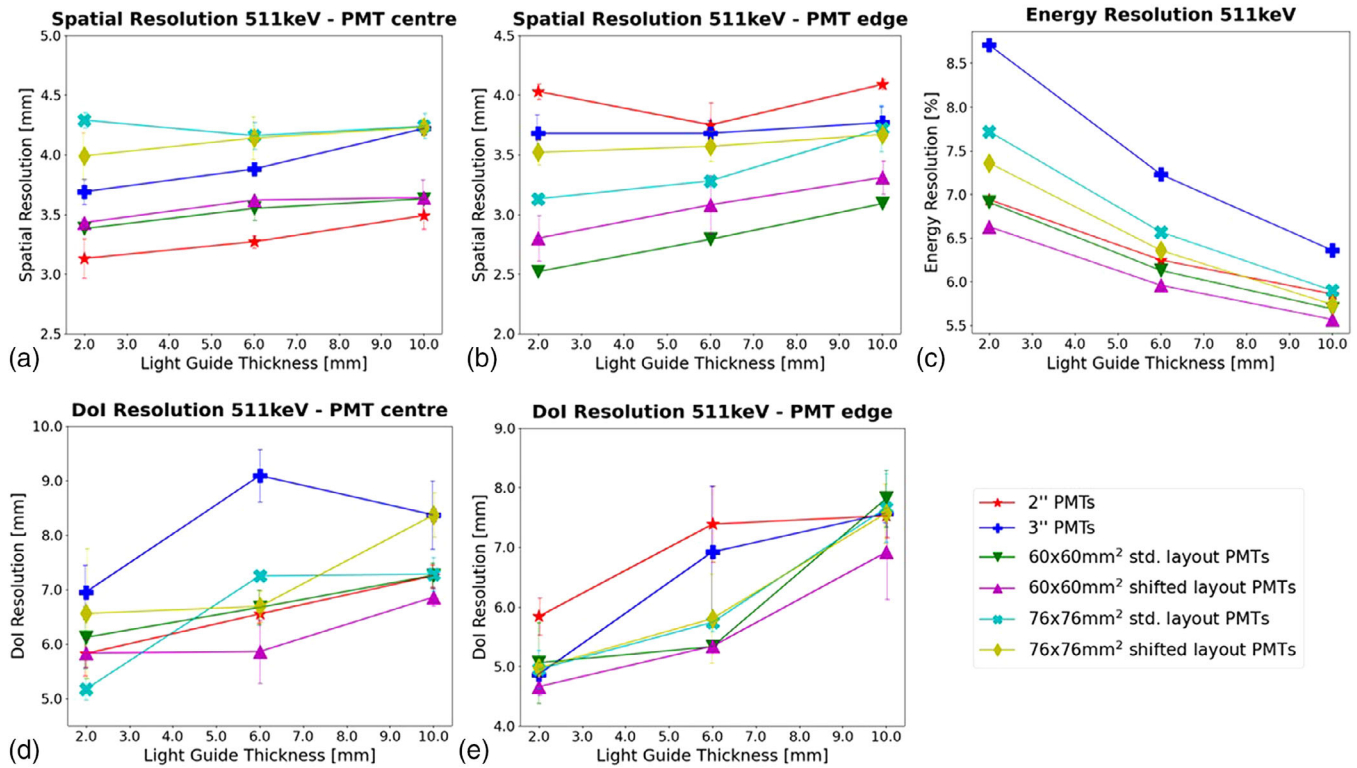 Spatial Resolution 511keV - PMT centre
Spatial Resolution [mm]
5.0
4.5
4.0
3.5
3.0
2.5
2.0 3.0 4.0 5.0 6.0 7.0 8.0 9.0 10.0
Light Guide Thickness [mm]
(a)
Spatial Resolution 511keV - PMT edge
Spatial Resolution [mm]
4.5
4.0
3.5
3.0
2.5
2.0
2.0 3.0 4.0 5.0 6.0 7.0 8.0 9.0 10.0
Light Guide Thickness [mm]
(b)
Energy Resolution 511keV
Energy Resolution [%]
8.5
8.0
7.5
7.0
6.5
6.0
5.5
2.0 3.0 4.0 5.0 6.0 7.0 8.0 9.0 10.0
Light Guide Thickness [mm]
(c)
DoI Resolution 511keV - PMT centre
DoI Resolution [mm]
10.0
9.0
8.0
7.0
6.0
5.0
2.0 3.0 4.0 5.0 6.0 7.0 8.0 9.0 10.0
Light Guide Thickness [mm]
(d)
DoI Resolution 511keV - PMT edge
DoI Resolution [mm]
9.0
8.0
7.0
6.0
5.0
4.0
2.0 3.0 4.0 5.0 6.0 7.0 8.0 9.0 10.0
Light Guide Thickness [mm]
(e)
2'' PMTs
3'' PMTs
60x60mm² std. layout PMTs
60x60mm² shifted layout PMTs
76x76mm² std. layout PMTs
76x76mm² shifted layout PMTs